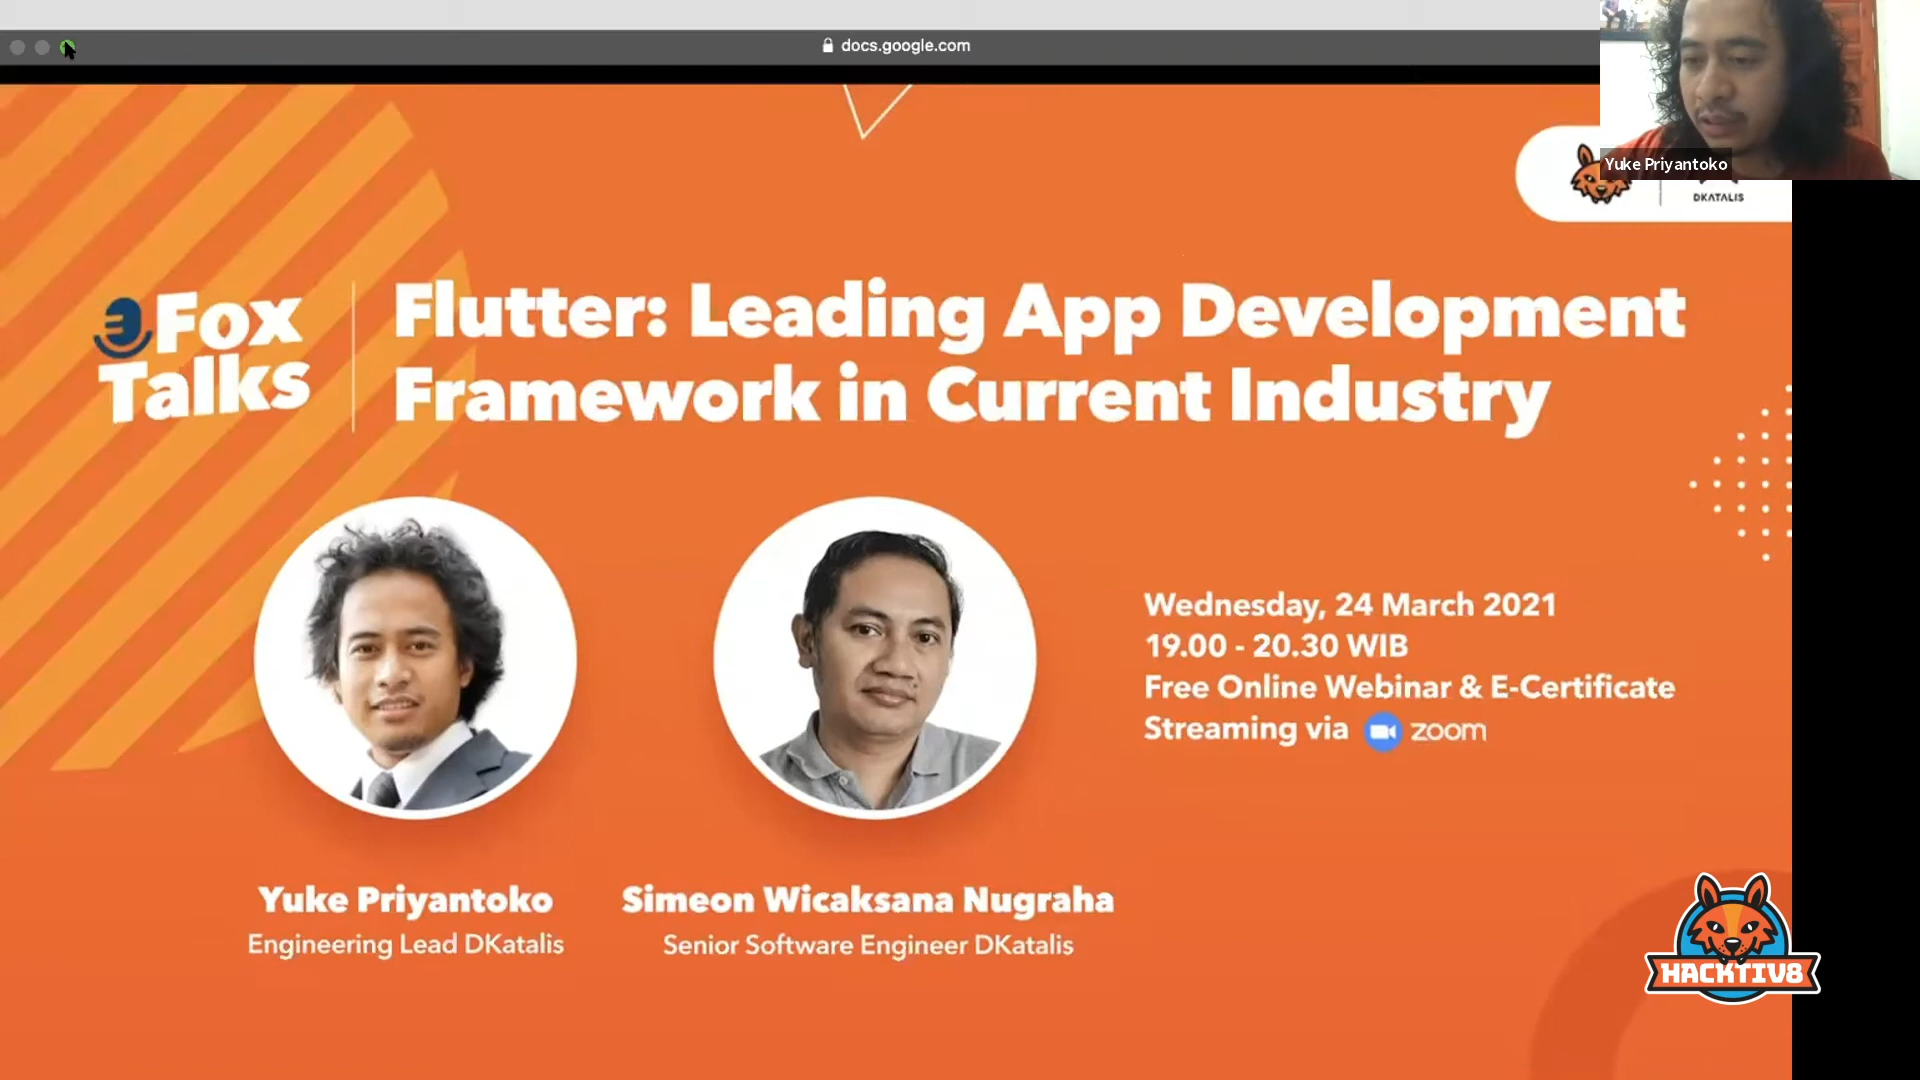 docs.google.com
Yuke Priyantoko
DKATALIS
Fox
Talks
Flutter: Leading App Development
Framework in Current Industry
Wednesday, 24 March 2021
19.00 - 20.30 WIB
Free Online Webinar & E-Certificate
Streaming via zoom
Yuke Priyantoko
Engineering Lead DKatalis
Simeon Wicaksana Nugraha
Senior Software Engineer DKatalis
HACKTIV8